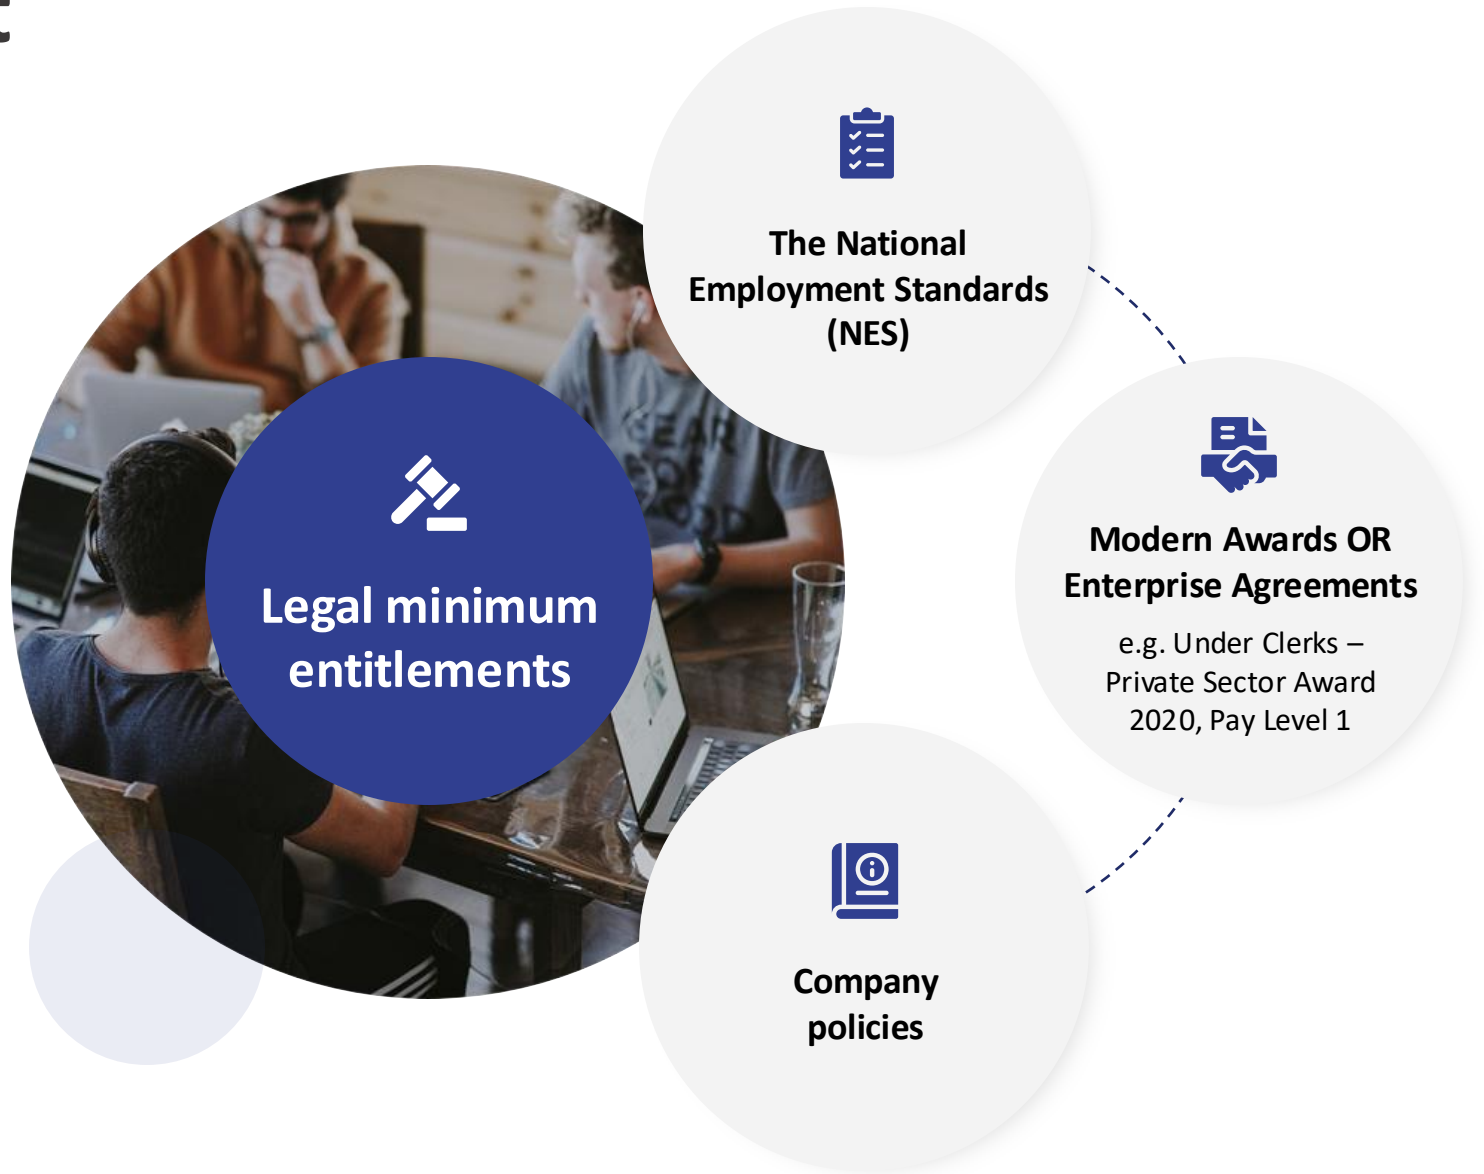 Legal minimum
entitlements
The National
Employment Standards
(NES)
Modern Awards OR
Enterprise Agreements
e.g. Under Clerks –
Private Sector Award
2020, Pay Level 1
Company
policies